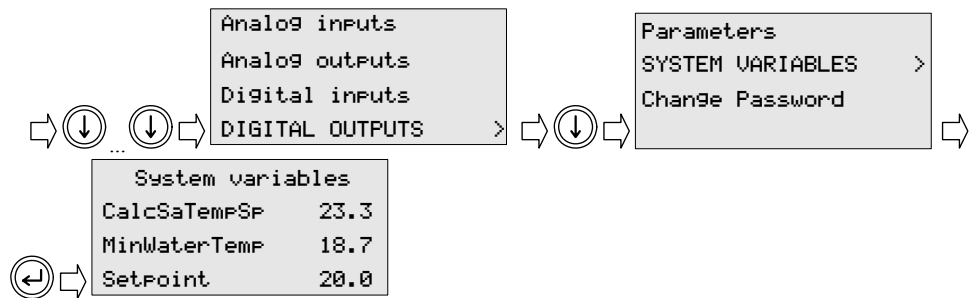 Analog inputs
Analog outputs
Digital inputs
DIGITAL OUTPUTS >
...
Parameters
SYSTEM VARIABLES >
Change Password
System variables
CalcSaTempSp 23.3
MinWaterTemp 18.7
Setpoint 20.0